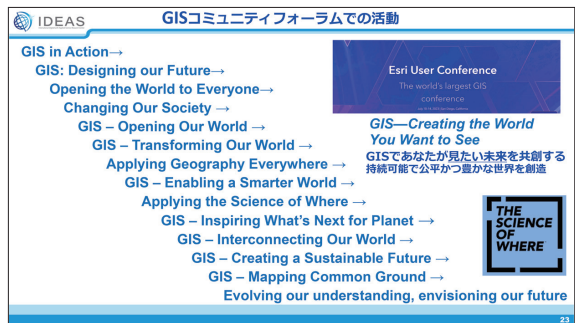 IDEAS
GISコミュニティフォーラムでの活動
GIS in Action→
GIS: Designing our Future→
Opening the World to Everyone→
Changing Our Society →
GIS – Opening Our World →
GIS – Transforming Our World →
Applying Geography Everywhere →
GIS – Enabling a Smarter World →
Applying the Science of Where →
GIS – Inspiring What’s Next for Planet →
GIS – Interconnecting Our World →
GIS – Creating a Sustainable Future →
GIS – Mapping Common Ground →
Evolving our understanding, envisioning our future
Esri User Conference
The world's largest GIS
conference
GIS—Creating the World
You Want to See
GISであなたが見たい未来を共創する
持続可能で公平かつ豊かな世界を創造
THE
SCIENCE
OF
WHERE
23